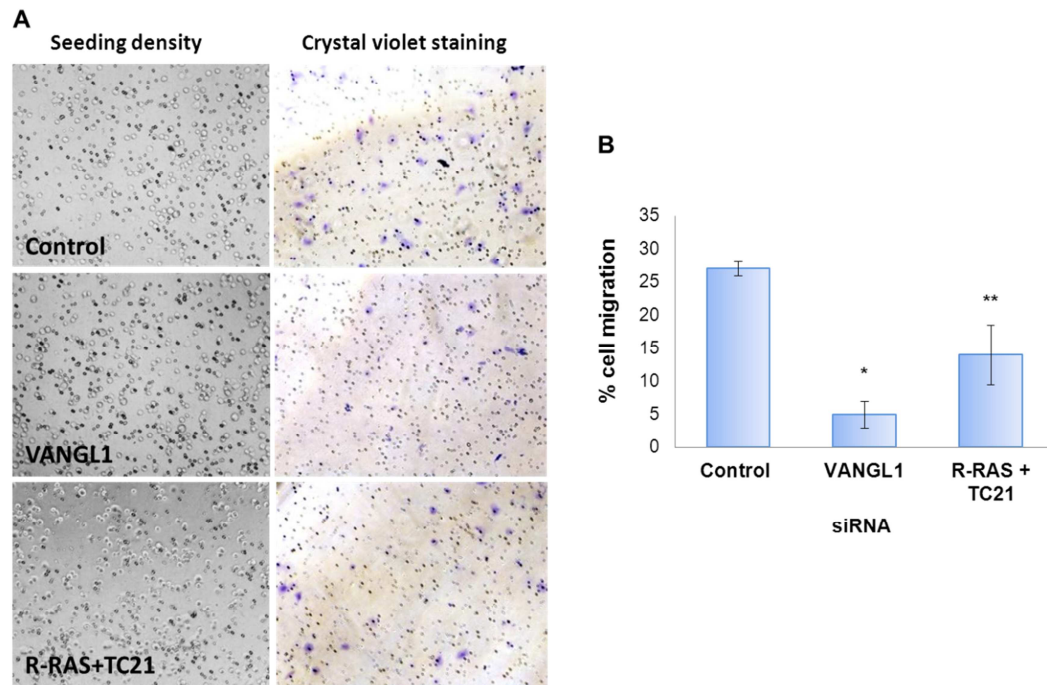 A
Seeding density
Crystal violet staining
Control
VANGL1
R-RAS+TC21
B
% cell migration
35
30
25
20
15
10
5
0
*
**
Control
VANGL1
R-RAS +
TC21
siRNA